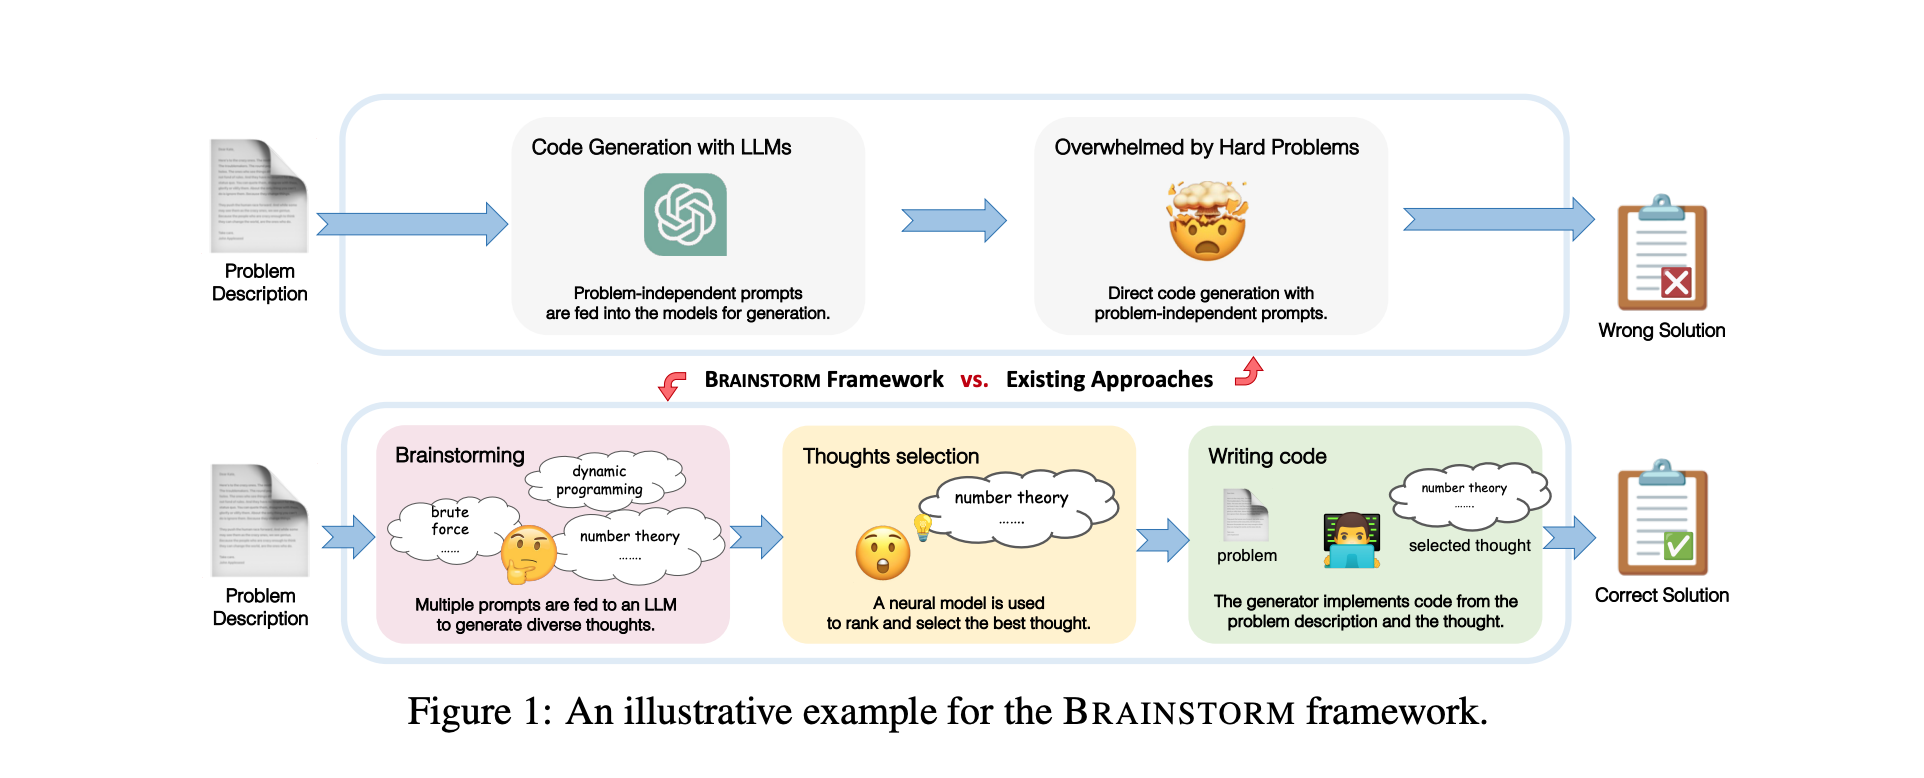 Code Generation with LLMs
Problem-independent prompts
are fed into the models for generation.
Overwhelmed by Hard Problems
Direct code generation with
problem-independent prompts.
Problem
Description
Wrong Solution
BRAINSTORM Framework vs. Existing Approaches
Brainstorming
dynamic
programming
brute
force
......
number theory
.......
Multiple prompts are fed to an LLM
to generate diverse thoughts.
Thoughts selection
number theory
.......
A neural model is used
to rank and select the best thought.
Writing code
number theory
.......
problem
selected thought
The generator implements code from the
problem description and the thought.
Problem
Description
Correct Solution
Figure 1: An illustrative example for the BRAINSTORM framework.